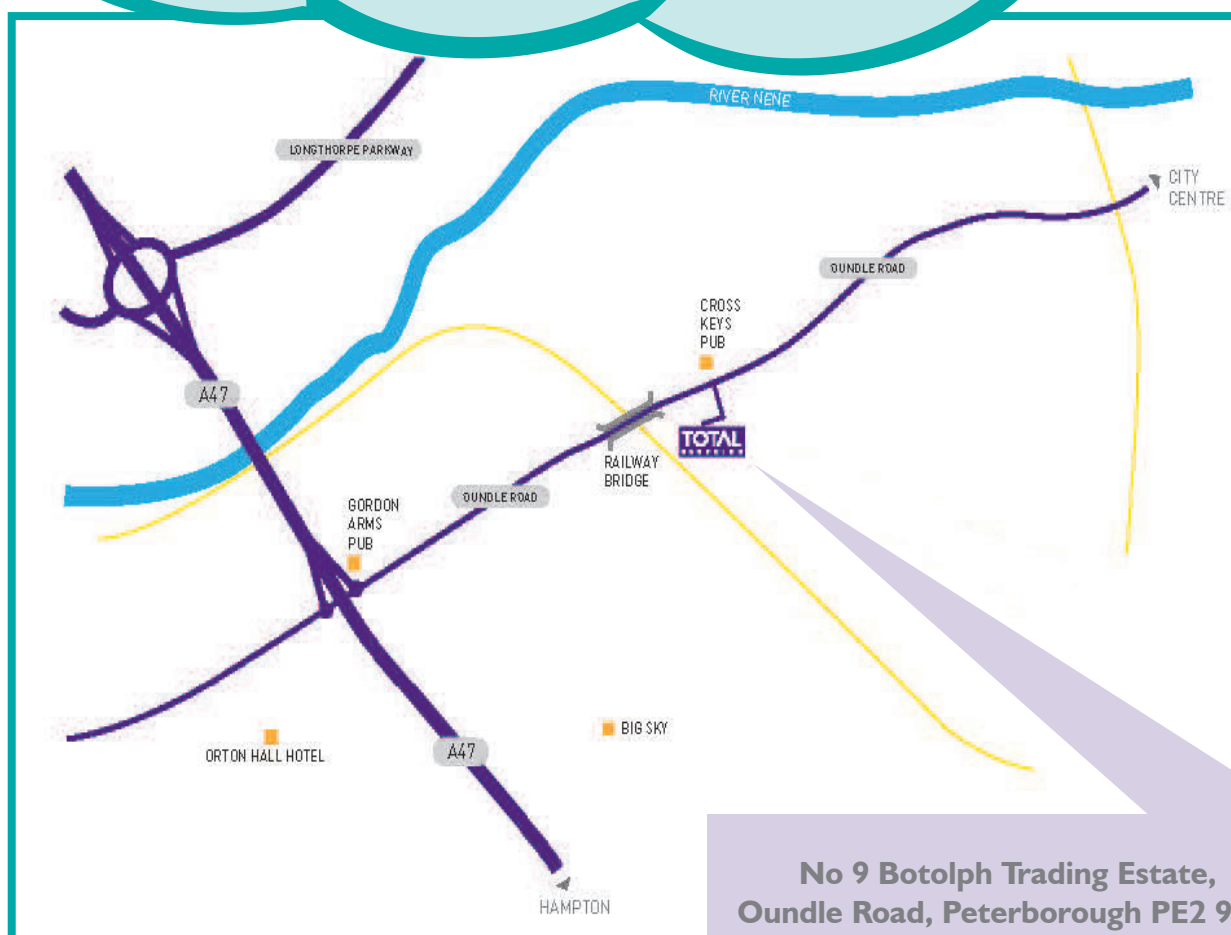 RIVER NENE
LONGTHORPE PARKWAY
CITY
CENTRE
OUNDLE ROAD
CROSS
KEYS
PUB
A47
TOTAL
RAILWAY
BRIDGE
OUNDLE ROAD
GORDON
ARMS
PUB
BIG SKY
ORTON HALL HOTEL
A47
HAMPTON
No 9 Botolph Trading Estate,
Oundle Road, Peterborough PE2 9